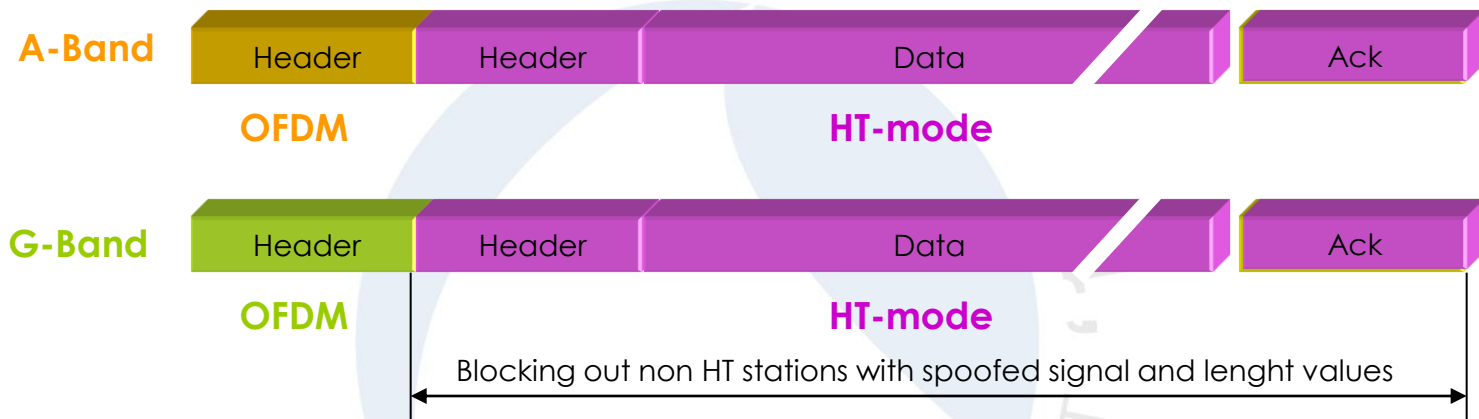 A-Band Header Header Data Ack
OFDM HT-mode
G-Band Header Header Data Ack
OFDM HT-mode
Blocking out non HT stations with spoofed signal and lenght values